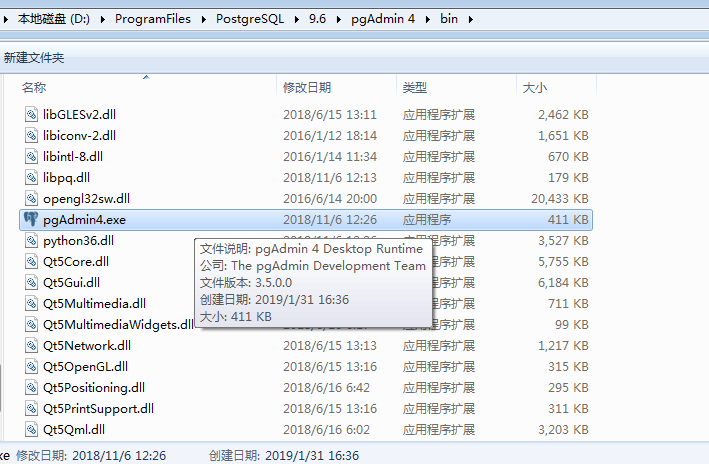 本地磁盘 (D:) ProgramFiles PostgreSQL 9.6 pgAdmin 4 bin
新建文件夹
名称 修改日期 类型 大小
libGLESv2.dll 2018/6/15 13:11 应用程序扩展 2,462 KB
libiconv-2.dll 2016/1/12 18:14 应用程序扩展 1,651 KB
libintl-8.dll 2016/1/14 11:34 应用程序扩展 670 KB
libpq.dll 2018/11/6 12:13 应用程序扩展 179 KB
opengl32sw.dll 2016/6/14 20:00 应用程序扩展 20,433 KB
pgAdmin4.exe 2018/11/6 12:26 应用程序 411 KB
python36.dll 应用程序扩展 3,527 KB
Qt5Core.dll 应用程序扩展 5,755 KB
Qt5Gui.dll 应用程序扩展 6,184 KB
Qt5Multimedia.dll 应用程序扩展 711 KB
Qt5MultimediaWidgets.dll 应用程序扩展 99 KB
文件说明: pgAdmin 4 Desktop Runtime
公司: The pgAdmin Development Team
文件版本: 3.5.0.0
创建日期: 2019/1/31 16:36
大小: 411 KB
Qt5Network.dll 2018/6/15 13:13 应用程序扩展 1,217 KB
Qt5OpenGL.dll 2018/6/15 13:16 应用程序扩展 315 KB
Qt5Positioning.dll 2018/6/16 6:42 应用程序扩展 295 KB
Qt5PrintSupport.dll 2018/6/15 13:16 应用程序扩展 311 KB
Qt5Qml.dll 2018/6/16 6:02 应用程序扩展 3,203 KB
xe 修改日期: 2018/11/6 12:26 创建日期: 2019/1/31 16:36